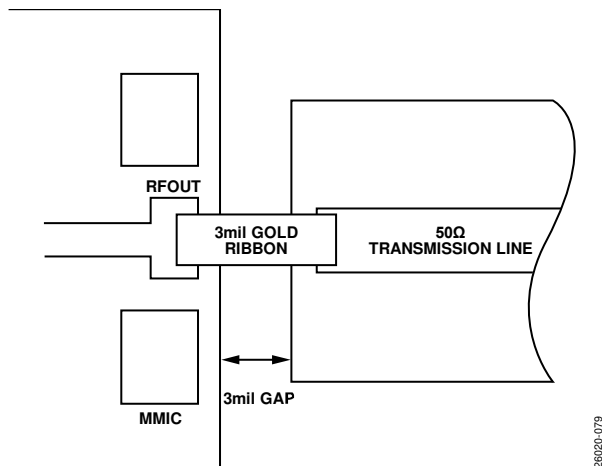 RFOUT
3mil GOLD
RIBBON
50Ω
TRANSMISSION LINE
3mil GAP
MMIC
26020-079